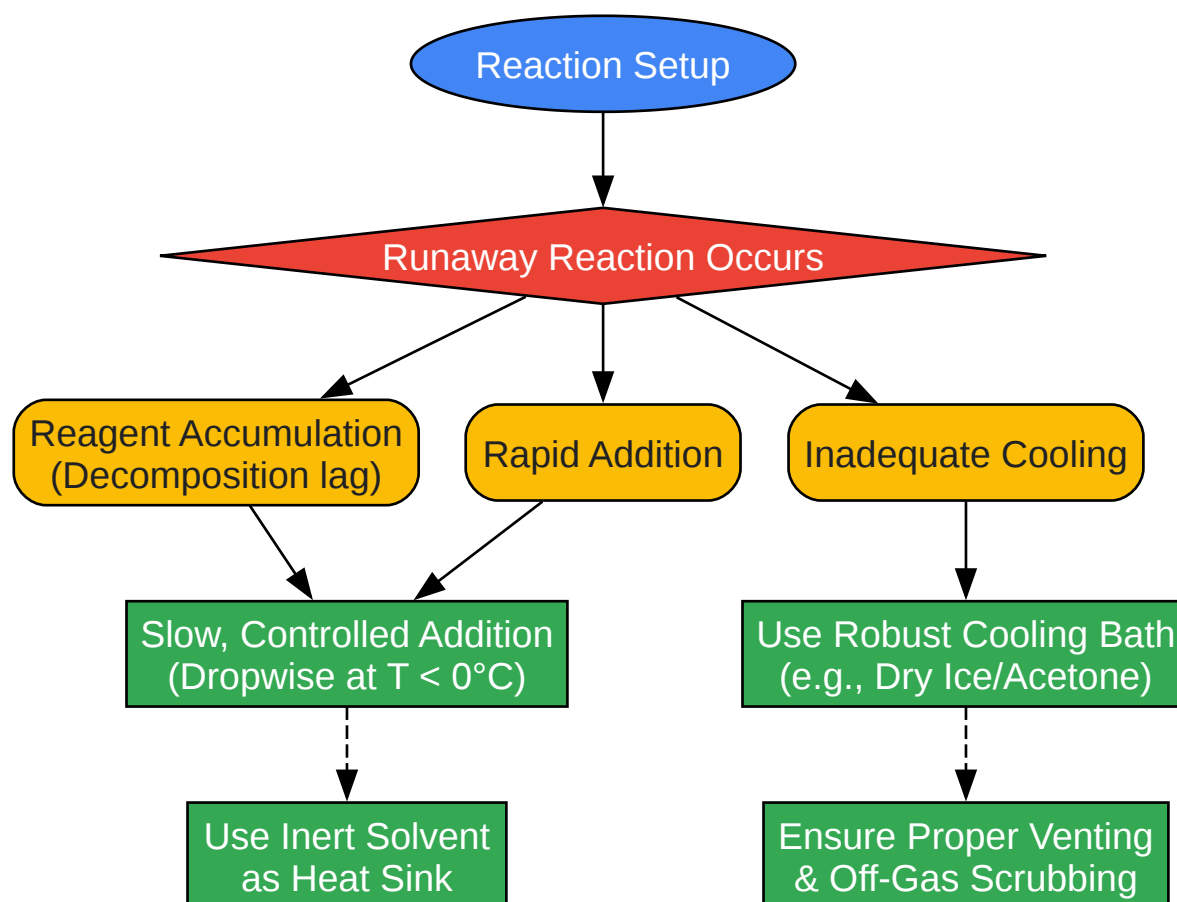 Reaction Setup
Runaway Reaction Occurs
Reagent Accumulation
(Decomposition lag)
Rapid Addition
Inadequate Cooling
Slow, Controlled Addition
(Dropwise at T < 0°C)
Use Robust Cooling Bath
(e.g., Dry Ice/Acetone)
Use Inert Solvent
as Heat Sink
Ensure Proper Venting
& Off-Gas Scrubbing